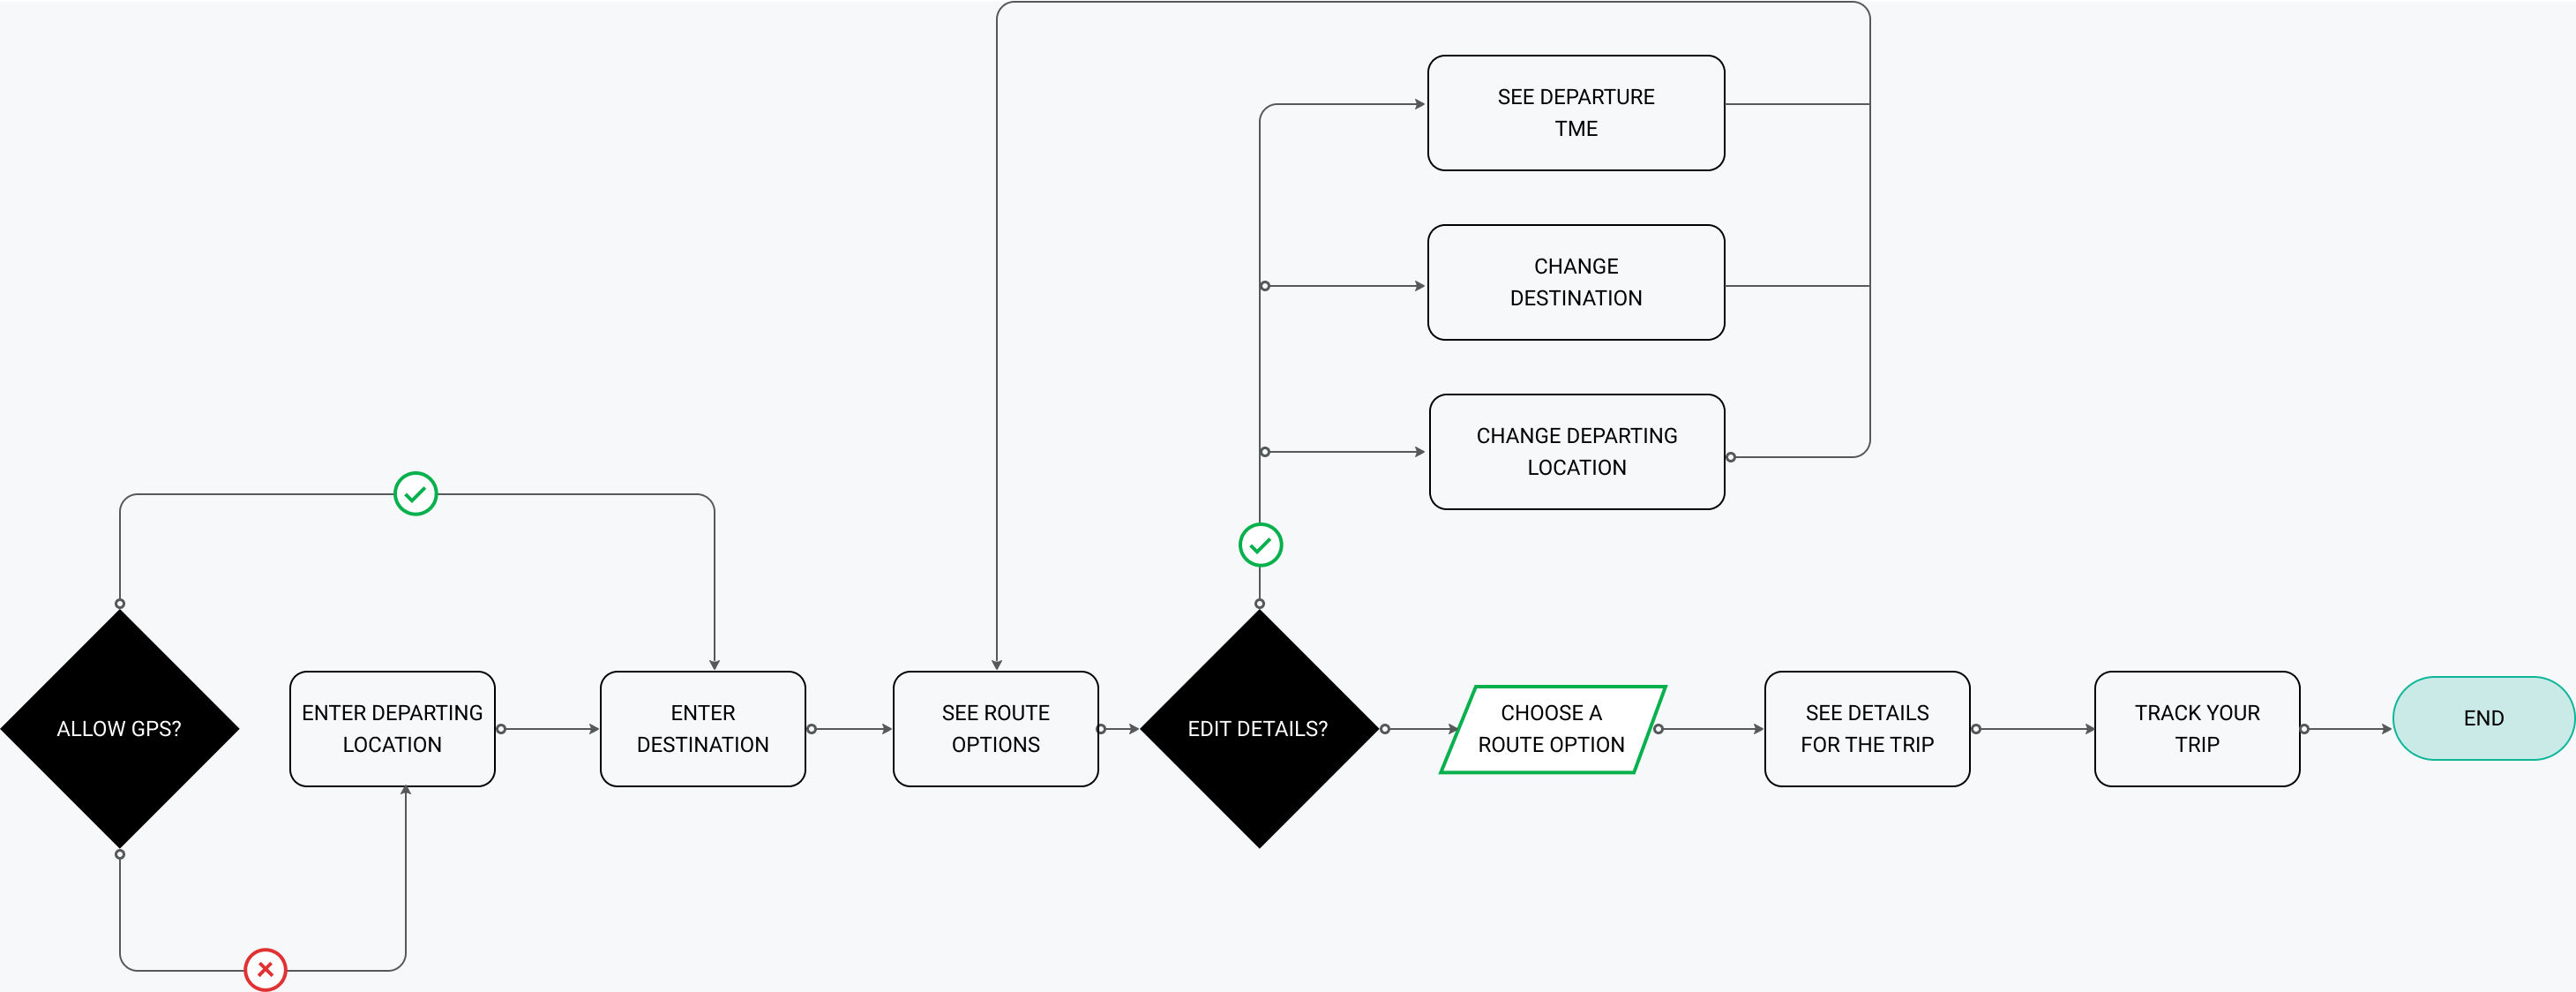 SEE DEPARTURE
TME
CHANGE
DESTINATION
CHANGE DEPARTING
LOCATION
ALLOW GPS?
ENTER DEPARTING
LOCATION
ENTER
DESTINATION
SEE ROUTE
OPTIONS
EDIT DETAILS?
CHOOSE A
ROUTE OPTION
SEE DETAILS
FOR THE TRIP
TRACK YOUR
TRIP
END